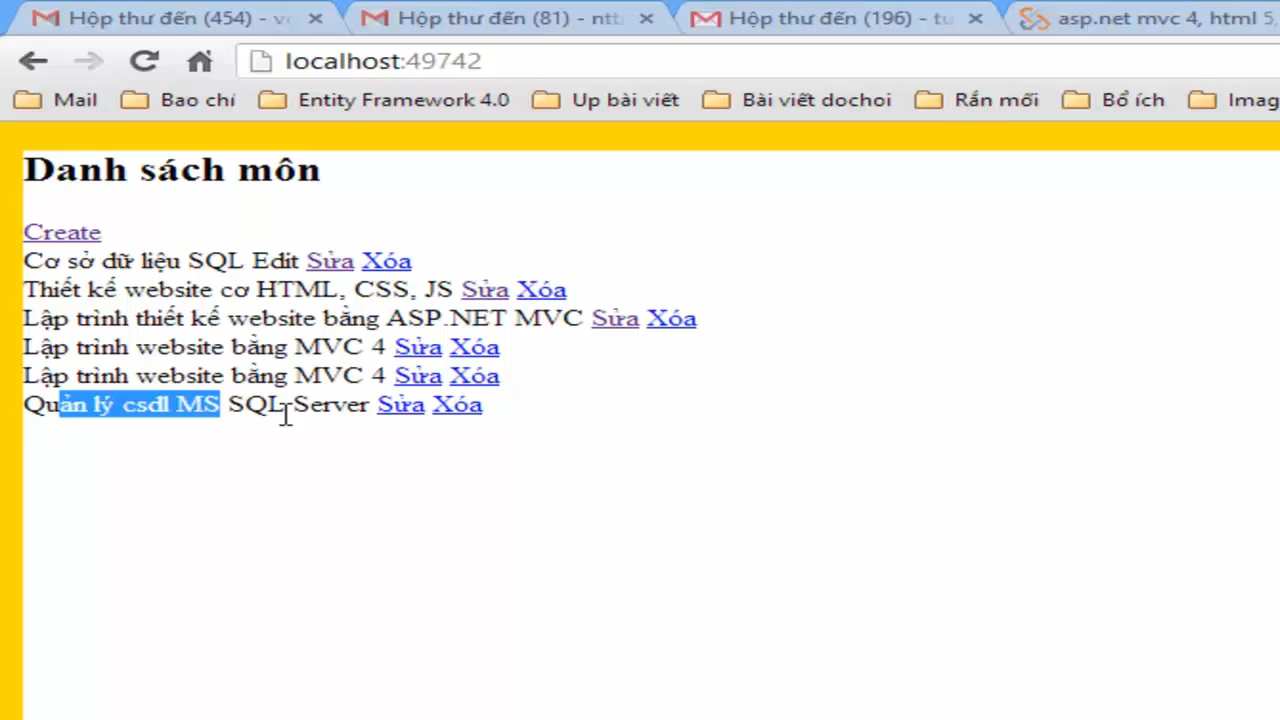 Hộp thư đến (454) - v
Hộp thư đến (81) - ntt
Hộp thư đến (196) - tu
asp.net mvc 4, html 5,
localhost:49742
Mail
Bao chí
Entity Framework 4.0
Up bài viết
Bài viết dochoi
Rắn mối
Bổ ích
Imag
Danh sách môn
Create
Cơ sở dữ liệu SQL Edit Sửa Xóa
Thiết kế website cơ HTML, CSS, JS Sửa Xóa
Lập trình thiết kế website bằng ASP.NET MVC Sửa Xóa
Lập trình website bằng MVC 4 Sửa Xóa
Lập trình website bằng MVC 4 Sửa Xóa
Quản lý csdl MS SQL Server Sửa Xóa